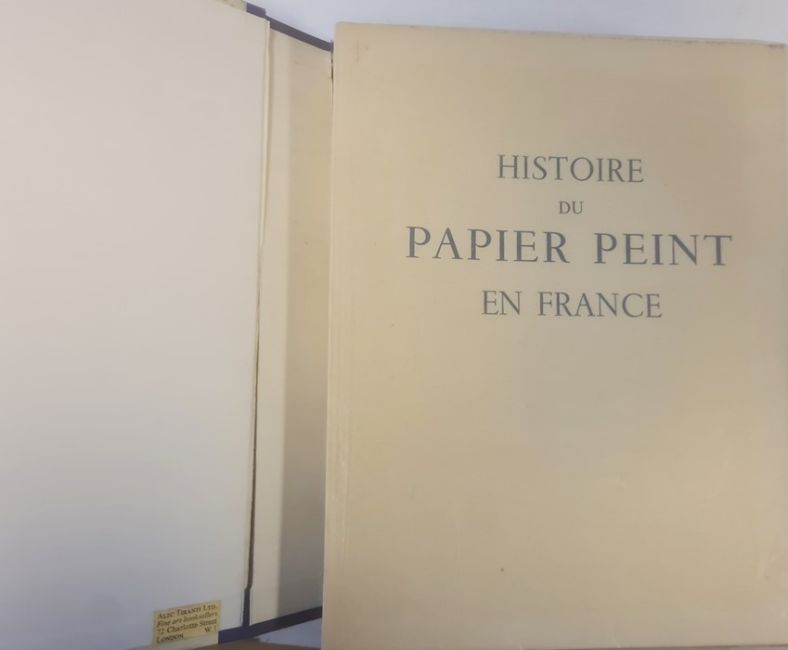 HISTOIRE
DU
PAPIER PEINT
EN FRANCE
ALEC TIRANTI LTD.
Fine art booksellers
72 Charlotte Street
LONDON W 1